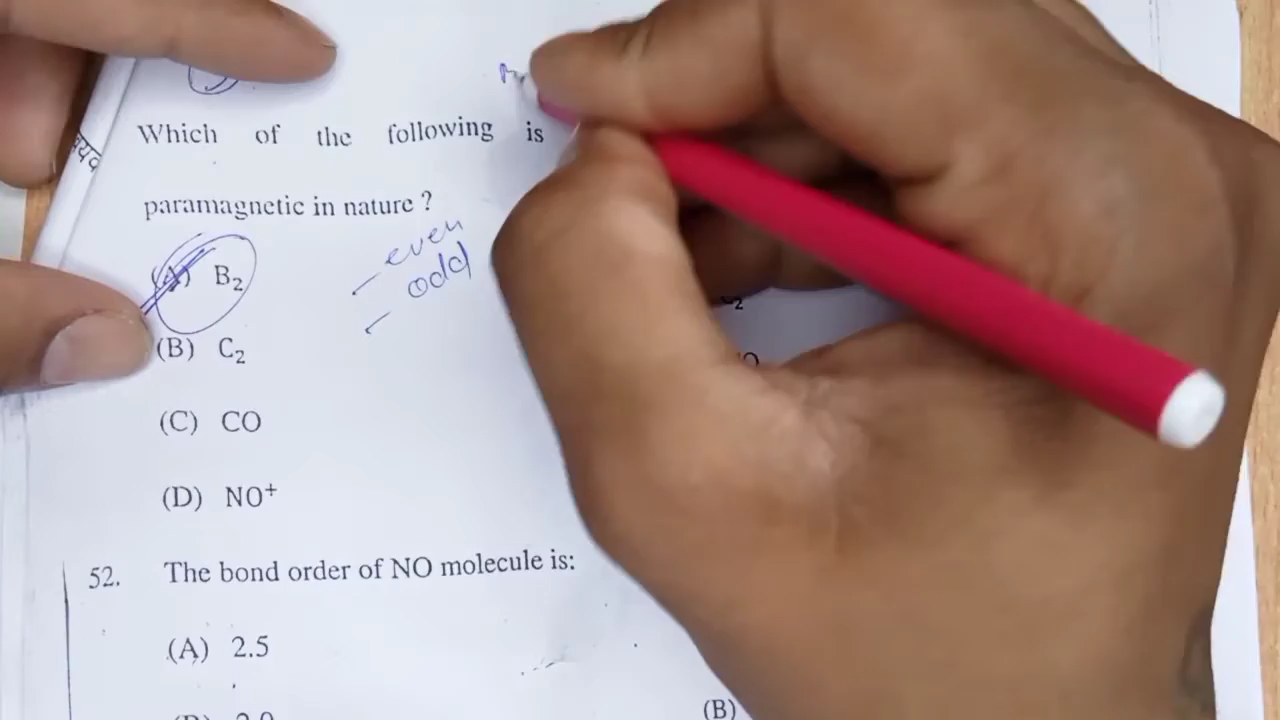 Which of the following is
paramagnetic in nature ?
even
odd
(A) B₂
(B) C₂
(C) CO
(D) NO⁺
52. The bond order of NO molecule is:
(A) 2.5
(B)